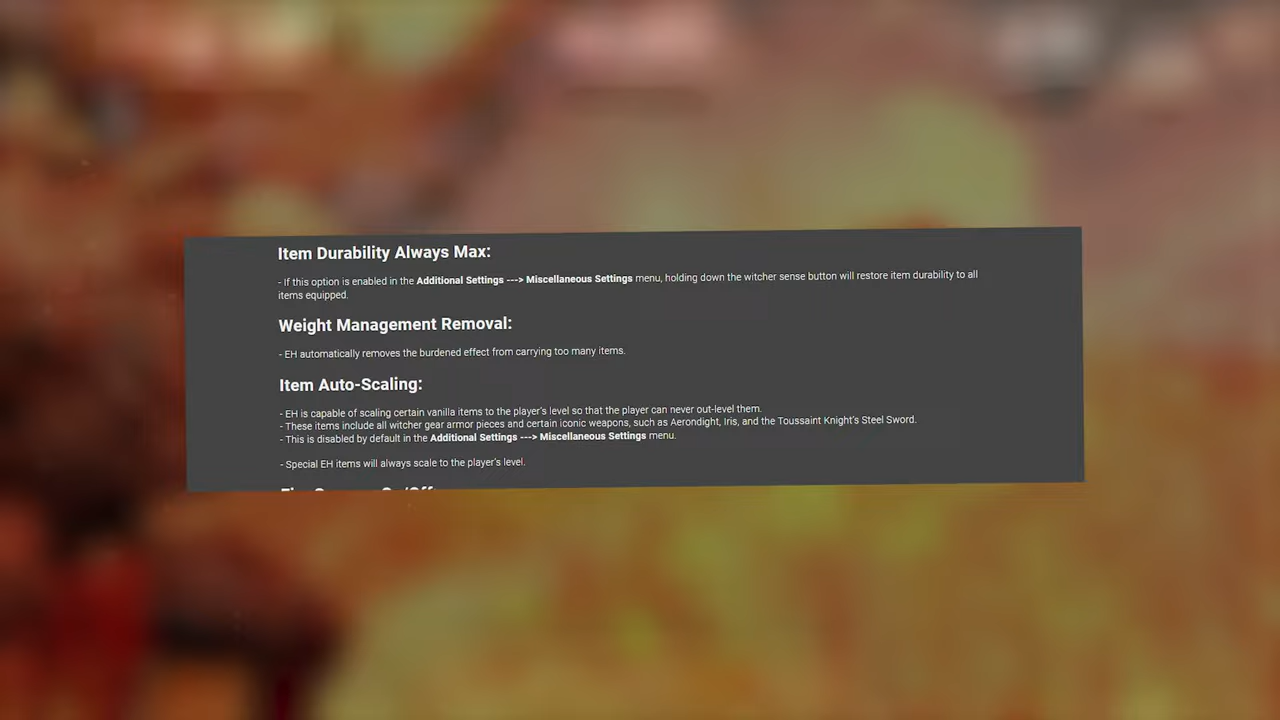 Item Durability Always Max:
- If this option is enabled in the Additional Settings ---> Miscellaneous Settings menu, holding down the witcher sense button will restore item durability to all
items equipped.
Weight Management Removal:
- EH automatically removes the burdened effect from carrying too many items.
Item Auto-Scaling:
- EH is capable of scaling certain vanilla items to the player's level so that the player can never out-level them.
- These items include all witcher gear armor pieces and certain iconic weapons, such as Aerondight, Iris, and the Toussaint Knight's Steel Sword.
- This is disabled by default in the Additional Settings ---> Miscellaneous Settings menu.
- Special EH items will always scale to the player's level.